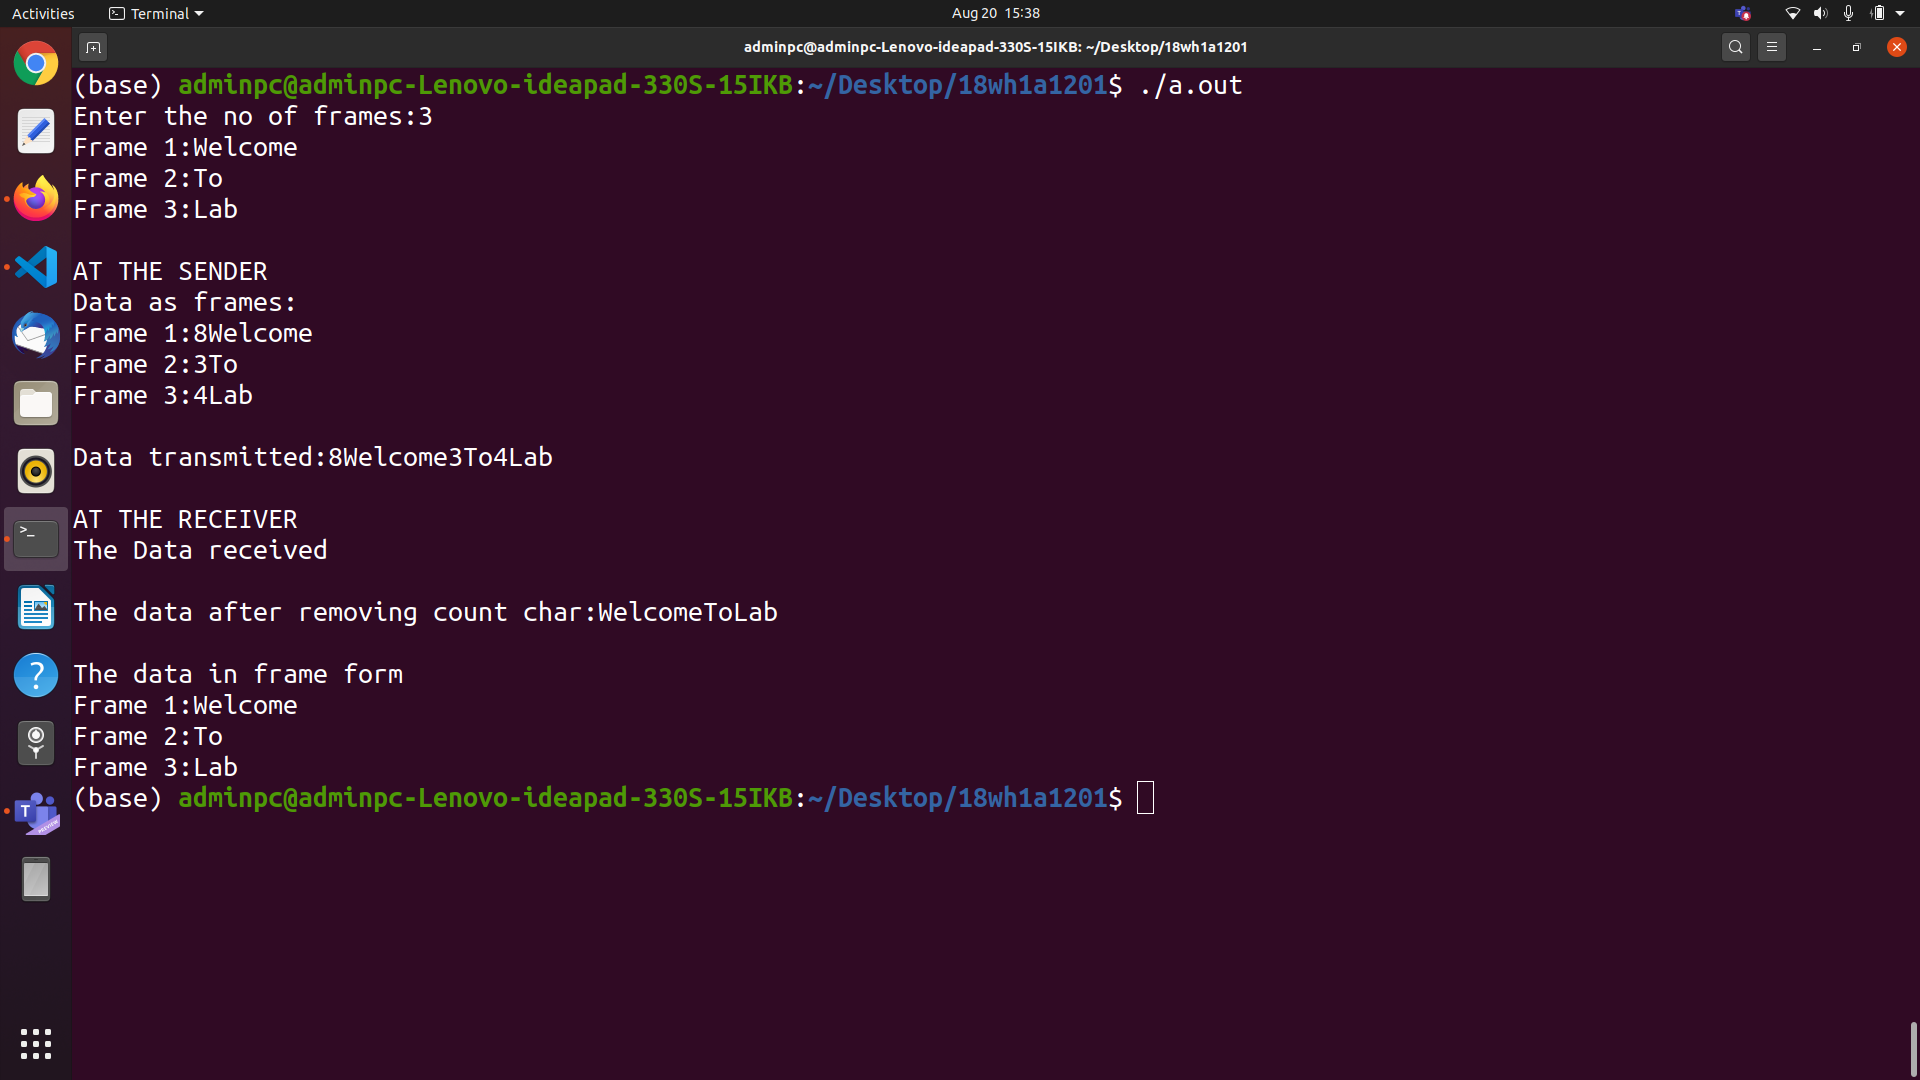 Activities Terminal Aug 20 15:38
adminpc@adminpc-Lenovo-ideapad-330S-15IKB: ~/Desktop/18wh1a1201
(base) adminpc@adminpc-Lenovo-ideapad-330S-15IKB:~/Desktop/18wh1a1201$ ./a.out
Enter the no of frames:3
Frame 1:Welcome
Frame 2:To
Frame 3:Lab
AT THE SENDER
Data as frames:
Frame 1:8Welcome
Frame 2:3To
Frame 3:4Lab
Data transmitted:8Welcome3To4Lab
AT THE RECEIVER
The Data received
The data after removing count char:WelcomeToLab
The data in frame form
Frame 1:Welcome
Frame 2:To
Frame 3:Lab
(base) adminpc@adminpc-Lenovo-ideapad-330S-15IKB:~/Desktop/18wh1a1201$